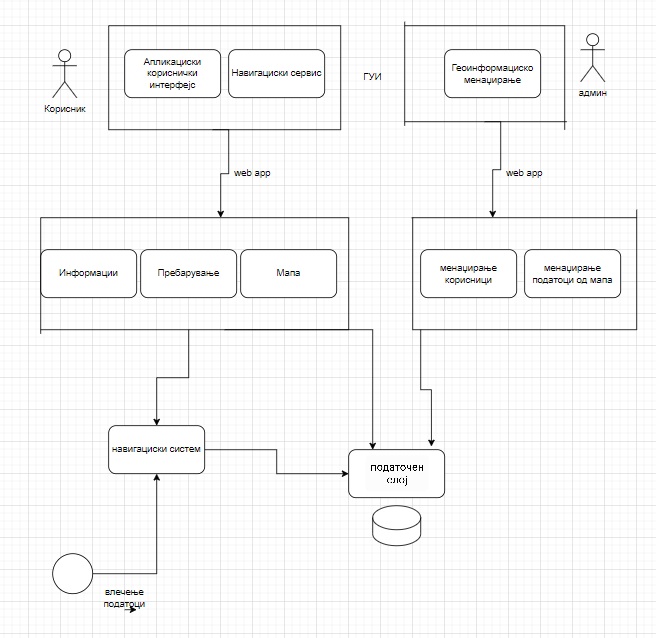 Корисник
Апликациски
кориснички
интерфејс
Навигациски сервис
ГУИ
Геоинформациско
менаџирање
админ
web app
web app
Информации
Пребарување
Мапа
менаџирање
корисници
менаџирање
податоци од мапа
навигациски систем
податочен
слој
влечење
податоци